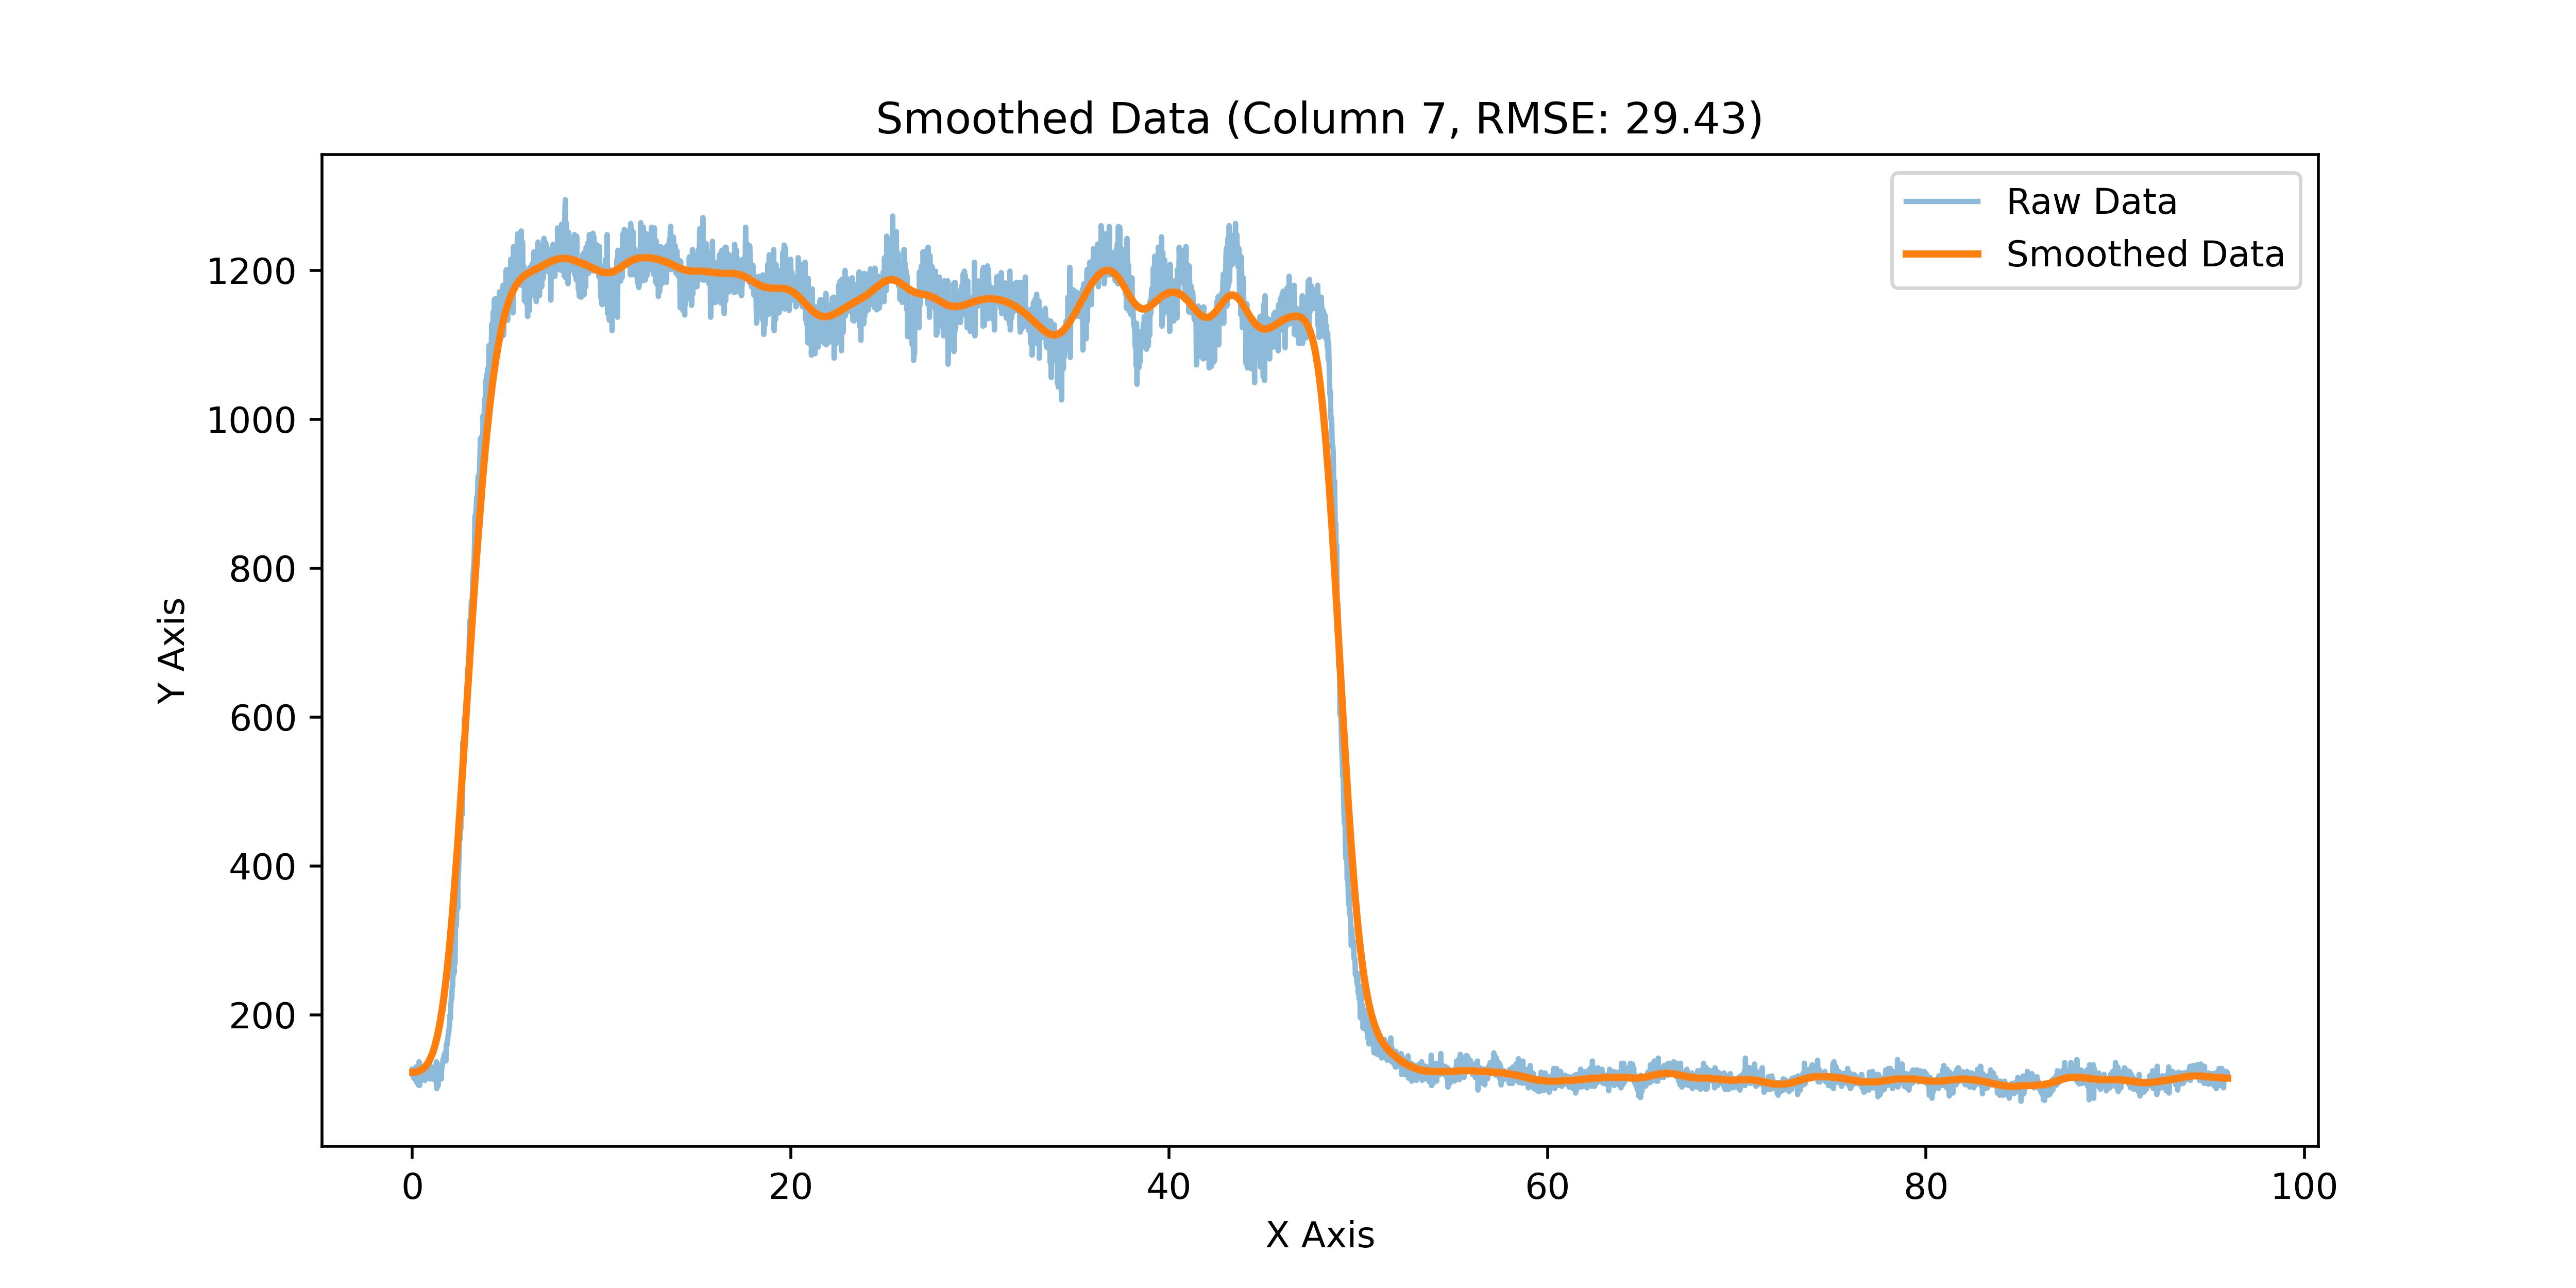 Smoothed Data (Column 7, RMSE: 29.43)
Raw Data
Smoothed Data
1200
1000
800
600
400
200
Y Axis
0 20 40 60 80 100
X Axis